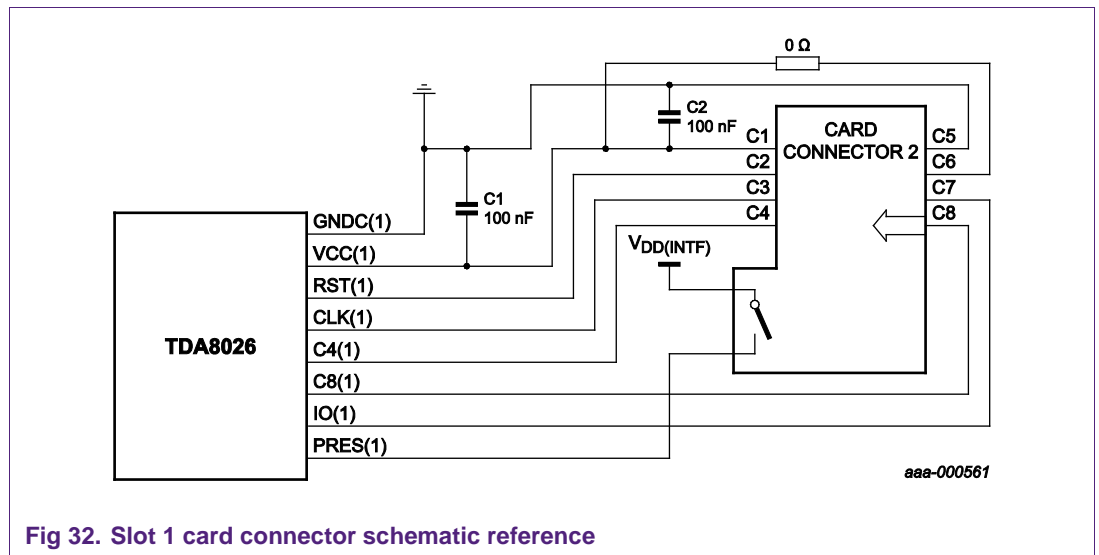 0 Ω
C2
100 nF
CARD
CONNECTOR 2
C1
C2
C3
C4
C5
C6
C7
C8
C1
100 nF
VDD(INTF)
TDA8026
GNDC(1)
VCC(1)
RST(1)
CLK(1)
C4(1)
C8(1)
IO(1)
PRES(1)
aaa-000561
Fig 32. Slot 1 card connector schematic reference